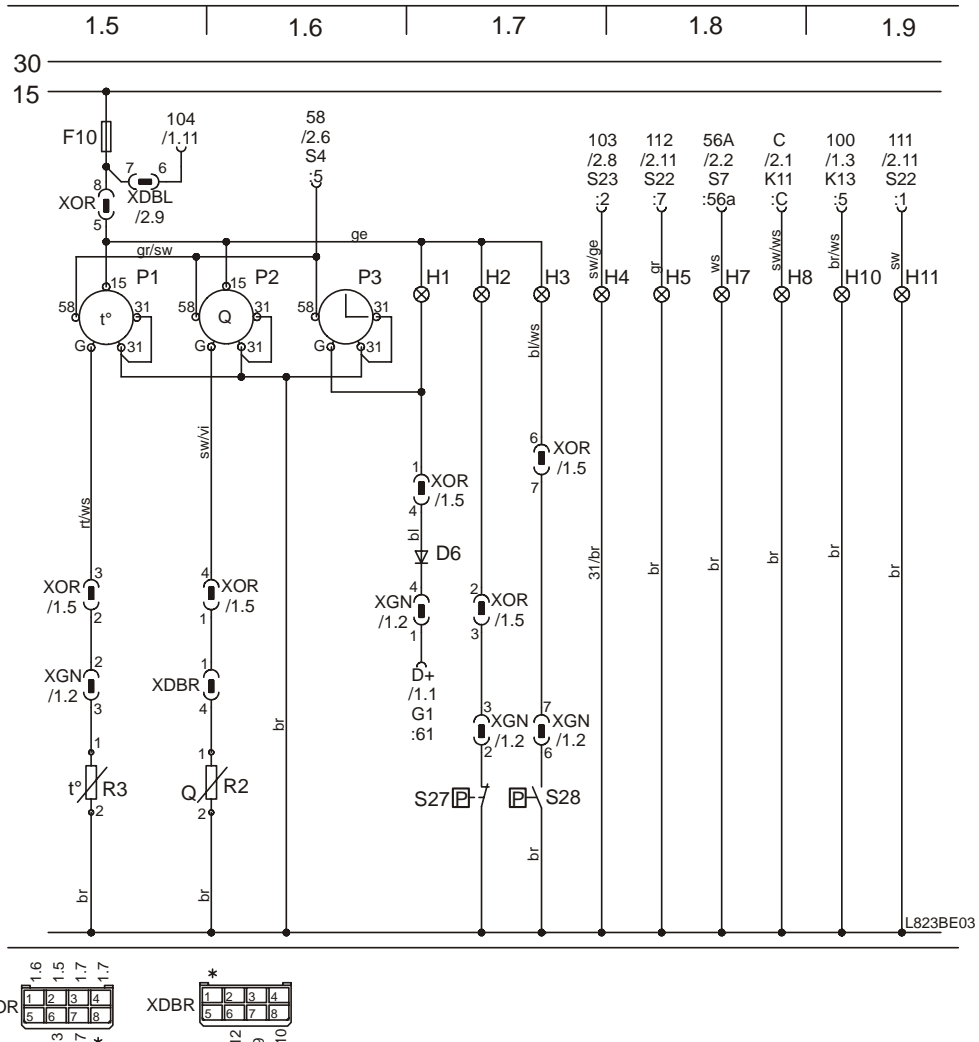 1.5 1.6 1.7 1.8 1.9
30
15
F10
104
/1.11
58
/2.6
S4
:5
103
/2.8
S23
:2
112
/2.11
S22
:7
56A
/2.2
S7
:56a
C
/2.1
K11
:C
100
/1.3
K13
:5
111
/2.11
S22
:1
7 6
XDBL
/2.9
8
XOR
5
ge
gr/sw
sw/ge
gr
ws
sw/ws
br/ws
sw
15 P1 15 P2 P3 H1 H2 H3 H4 H5 H7 H8 H10 H11
58 t° 31 58 Q 31 58 31
G 31 G 31 G 31
bl/ws
sw/vi
rt/ws
6 XOR
/1.5
7
1 XOR
/1.5
4
bl
D6
31/br
br
br
br
br
br
3
XOR
/1.5
2
4
XOR
/1.5
1
4
XGN
/1.2
1
2
XOR
/1.5
3
2
XGN
/1.2
3
1
XDBR
4
D+
/1.1
G1
:61
br
3
XGN
/1.2
2
7
XGN
/1.2
6
1
t° R3
2
1
Q R2
2
S27 P
P S28
br
br
br
L823BE03
1.6 1.5 1.7 1.7
OR
1 2 3 4
5 6 7 8
3 7 *
*
XDBR
1 2 3 4
5 6 7 8
12 9 10